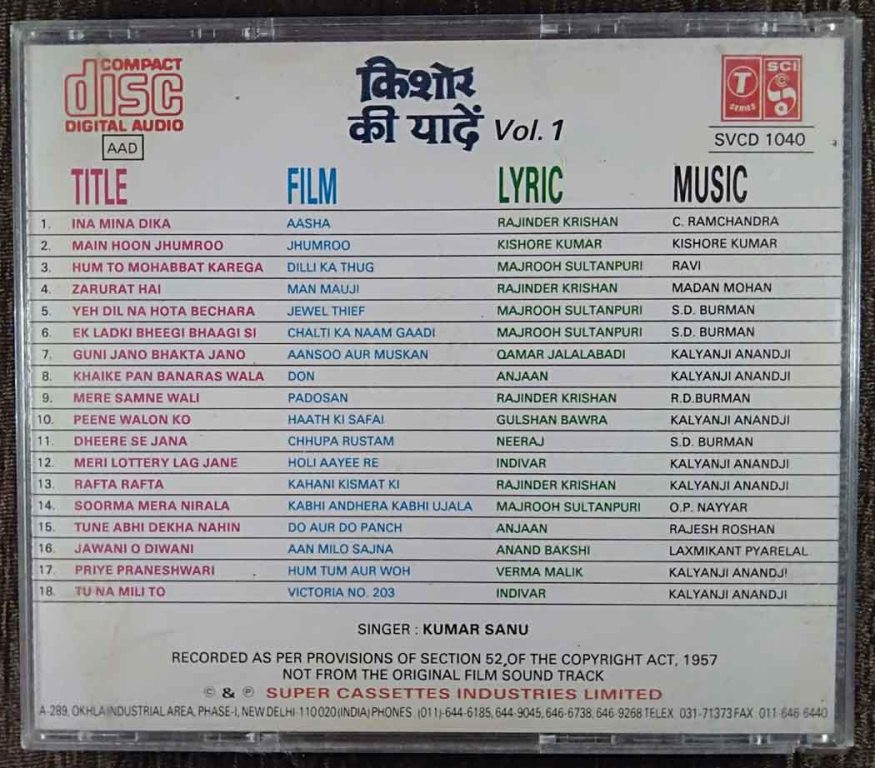 COMPACT
disc
DIGITAL AUDIO
AAD
किशोर
की यादें Vol. 1
T
SERIES
SCI
SVCD 1040
TITLE FILM LYRIC MUSIC
1. INA MINA DIKA AASHA RAJINDER KRISHAN C. RAMCHANDRA
2. MAIN HOON JHUMROO JHUMROO KISHORE KUMAR KISHORE KUMAR
3. HUM TO MOHABBAT KAREGA DILLI KA THUG MAJROOH SULTANPURI RAVI
4. ZARURAT HAI MAN MAUJI RAJINDER KRISHAN MADAN MOHAN
5. YEH DIL NA HOTA BECHARA JEWEL THIEF MAJROOH SULTANPURI S.D. BURMAN
6. EK LADKI BHEEGI BHAAGI SI CHALTI KA NAAM GAADI MAJROOH SULTANPURI S.D. BURMAN
7. GUNI JANO BHAKTA JANO AANSOO AUR MUSKAN QAMAR JALALABADI KALYANJI ANANDJI
8. KHAIKE PAN BANARAS WALA DON ANJAAN KALYANJI ANANDJI
9. MERE SAMNE WALI PADOSAN RAJINDER KRISHAN R.D.BURMAN
10. PEENE WALON KO HAATH KI SAFAI GULSHAN BAWRA KALYANJI ANANDJI
11. DHEERE SE JANA CHHUPA RUSTAM NEERAJ S.D. BURMAN
12. MERI LOTTERY LAG JANE HOLI AAYEE RE INDIVAR KALYANJI ANANDJI
13. RAFTA RAFTA KAHANI KISMAT KI RAJINDER KRISHAN KALYANJI ANANDJI
14. SOORMA MERA NIRALA KABHI ANDHERA KABHI UJALA MAJROOH SULTANPURI O.P. NAYYAR
15. TUNE ABHI DEKHA NAHIN DO AUR DO PANCH ANJAAN RAJESH ROSHAN
16. JAWANI O DIWANI AAN MILO SAJNA ANAND BAKSHI LAXMIKANT PYARELAL
17. PRIYE PRANESHWARI HUM TUM AUR WOH VERMA MALIK KALYANJI ANANDJI
18. TU NA MILI TO VICTORIA NO. 203 INDIVAR KALYANJI ANANDJI
SINGER : KUMAR SANU
RECORDED AS PER PROVISIONS OF SECTION 52, OF THE COPYRIGHT ACT, 1957
NOT FROM THE ORIGINAL FILM SOUND TRACK
© & ℗ SUPER CASSETTES INDUSTRIES LIMITED
A-289, OKHLA INDUSTRIAL AREA, PHASE-I, NEW DELHI-110020 (INDIA) PHONES (011)-644-6185, 644-9045, 646-6738, 646-9268 TELEX 031-71373 FAX 011-646 6440